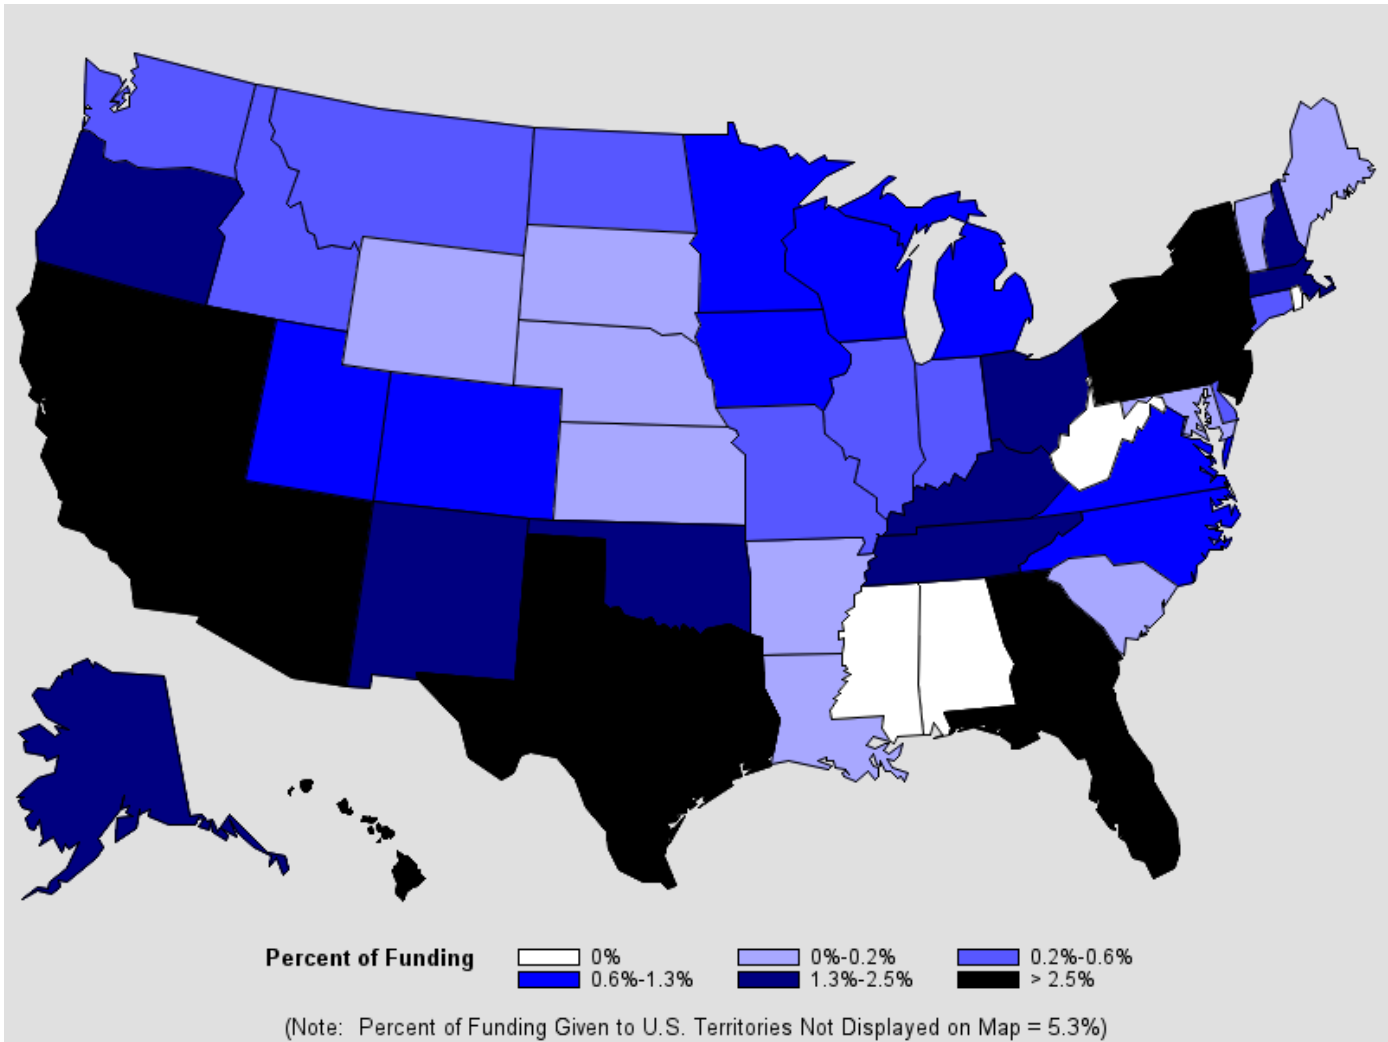 Percent of Funding 0% 0%-0.2% 0.2%-0.6%
0.6%-1.3% 1.3%-2.5% > 2.5%
(Note: Percent of Funding Given to U.S. Territories Not Displayed on Map = 5.3%)